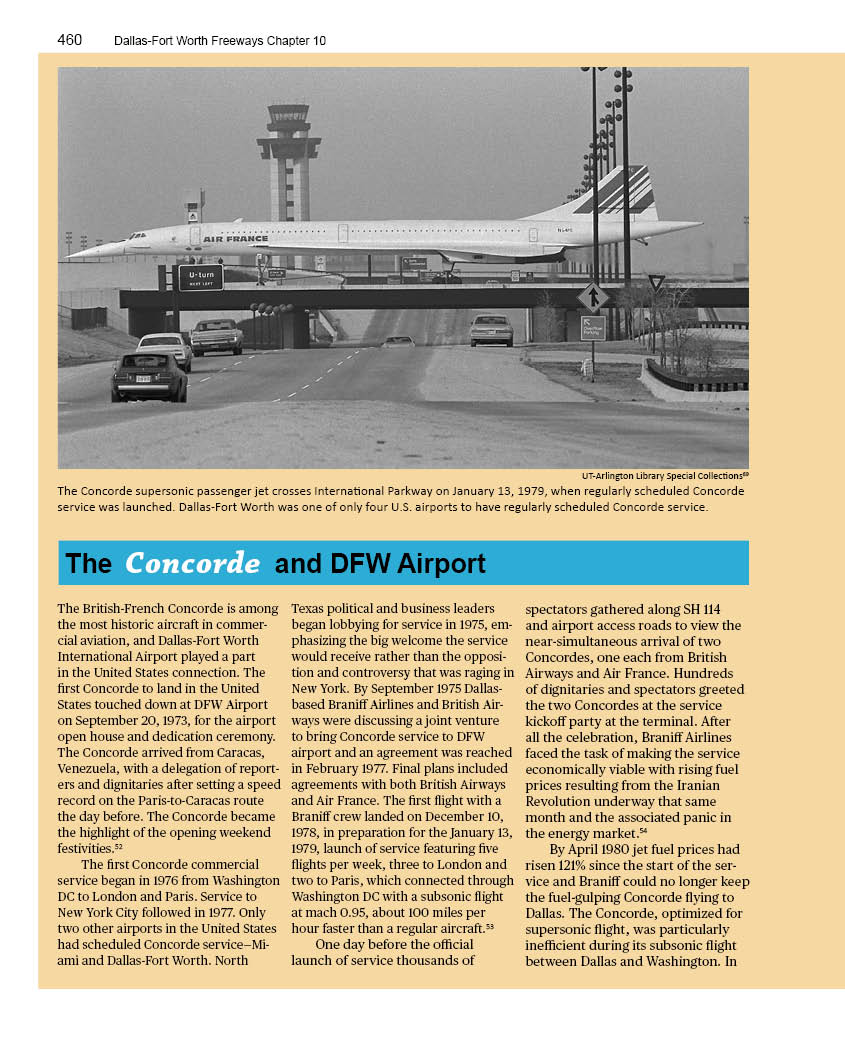 460 Dallas-Fort Worth Freeways Chapter 10
AIR FRANCE
U-turn
NEXT LEFT
UT-Arlington Library Special Collections⁶⁹
The Concorde supersonic passenger jet crosses International Parkway on January 13, 1979, when regularly scheduled Concorde
service was launched. Dallas-Fort Worth was one of only four U.S. airports to have regularly scheduled Concorde service.
The Concorde and DFW Airport
The British-French Concorde is among
the most historic aircraft in commer-
cial aviation, and Dallas-Fort Worth
International Airport played a part
in the United States connection. The
first Concorde to land in the United
States touched down at DFW Airport
on September 20, 1973, for the airport
open house and dedication ceremony.
The Concorde arrived from Caracas,
Venezuela, with a delegation of report-
ers and dignitaries after setting a speed
record on the Paris-to-Caracas route
the day before. The Concorde became
the highlight of the opening weekend
festivities.⁵²
The first Concorde commercial
service began in 1976 from Washington
DC to London and Paris. Service to
New York City followed in 1977. Only
two other airports in the United States
had scheduled Concorde service—Mi-
ami and Dallas-Fort Worth. North
Texas political and business leaders
began lobbying for service in 1975, em-
phasizing the big welcome the service
would receive rather than the opposi-
tion and controversy that was raging in
New York. By September 1975 Dallas-
based Braniff Airlines and British Air-
ways were discussing a joint venture
to bring Concorde service to DFW
airport and an agreement was reached
in February 1977. Final plans included
agreements with both British Airways
and Air France. The first flight with a
Braniff crew landed on December 10,
1978, in preparation for the January 13,
1979, launch of service featuring five
flights per week, three to London and
two to Paris, which connected through
Washington DC with a subsonic flight
at mach 0.95, about 100 miles per
hour faster than a regular aircraft.⁵³
One day before the official
launch of service thousands of
spectators gathered along SH 114
and airport access roads to view the
near-simultaneous arrival of two
Concordes, one each from British
Airways and Air France. Hundreds
of dignitaries and spectators greeted
the two Concordes at the service
kickoff party at the terminal. After
all the celebration, Braniff Airlines
faced the task of making the service
economically viable with rising fuel
prices resulting from the Iranian
Revolution underway that same
month and the associated panic in
the energy market.⁵⁴
By April 1980 jet fuel prices had
risen 121% since the start of the ser-
vice and Braniff could no longer keep
the fuel-gulping Concorde flying to
Dallas. The Concorde, optimized for
supersonic flight, was particularly
inefficient during its subsonic flight
between Dallas and Washington. In